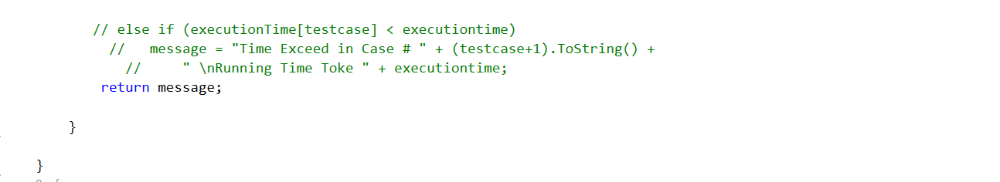 // else if (executionTime[testcase] < executiontime)
//   message = "Time Exceed in Case # " + (testcase+1).ToString() +
//     " \nRunning Time Toke " + executiontime;
return message;
}
}